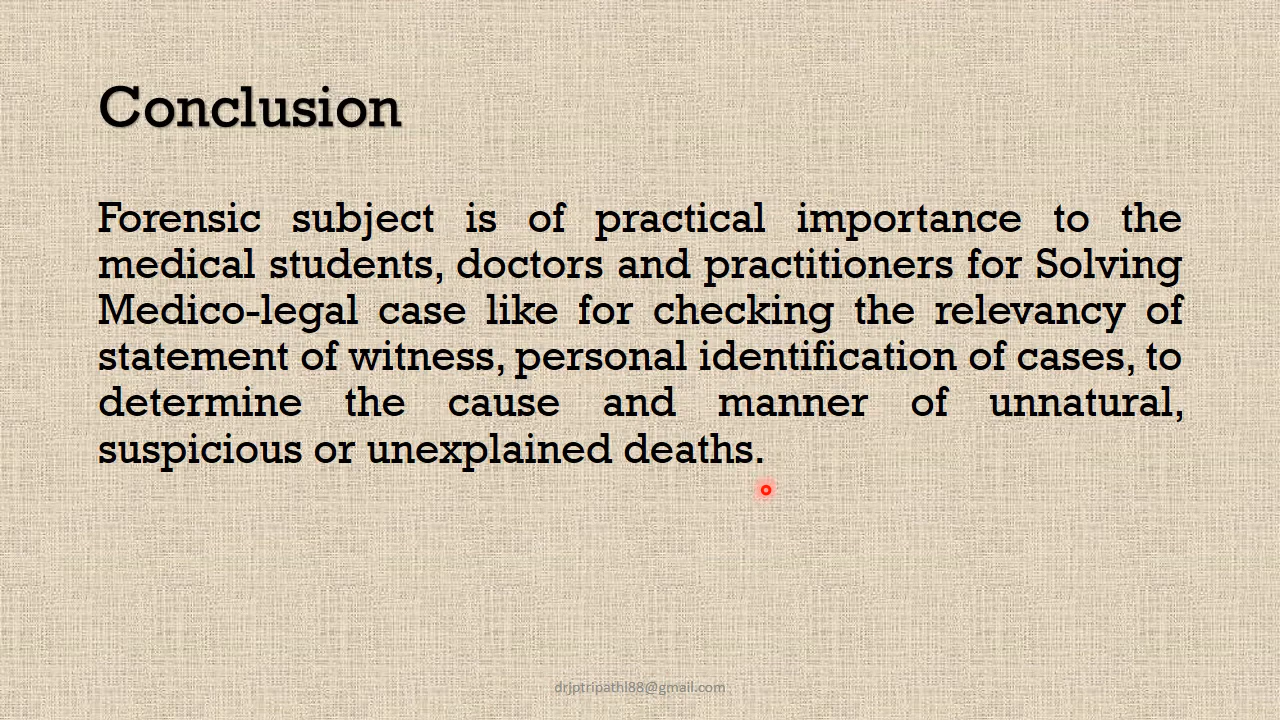 Conclusion
Forensic subject is of practical importance to the
medical students, doctors and practitioners for Solving
Medico-legal case like for checking the relevancy of
statement of witness, personal identification of cases, to
determine the cause and manner of unnatural,
suspicious or unexplained deaths.
drjptripathi88@gmail.com